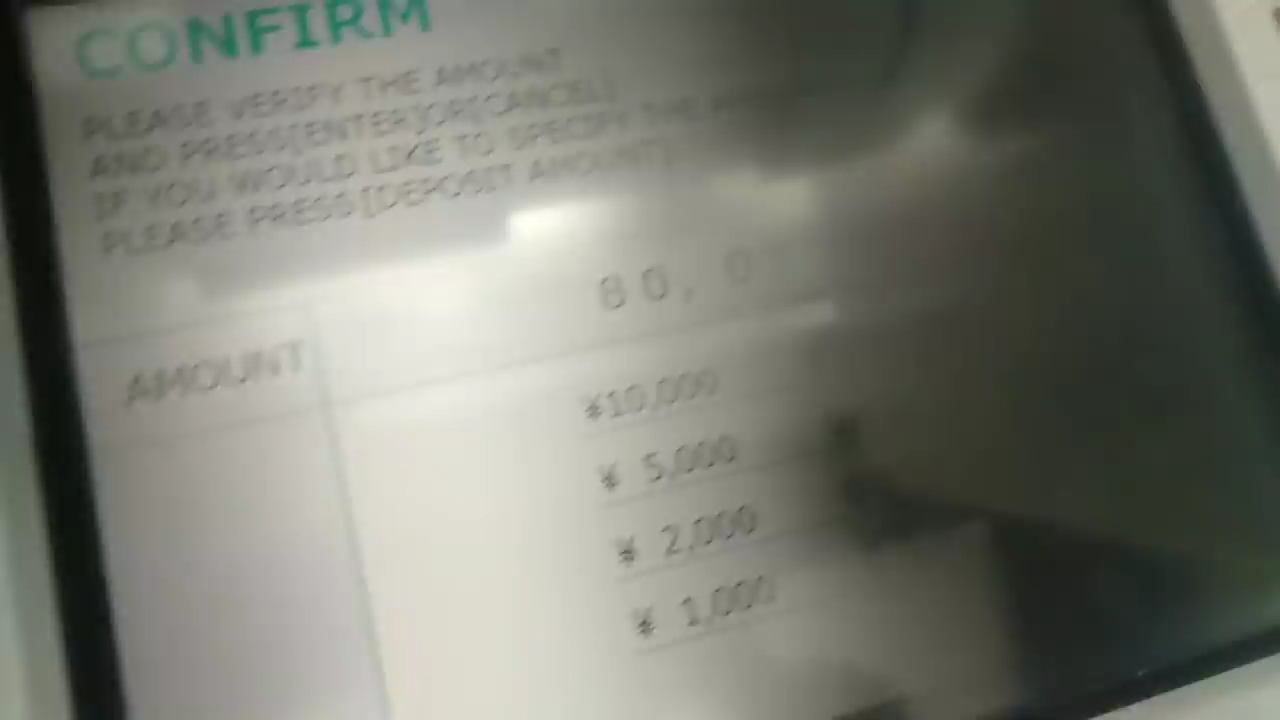 CONFIRM
PLEASE VERIFY THE AMOUNT
AND PRESS[ENTER]OR[CANCEL]
IF YOU WOULD LIKE TO SPECIFY THE
PLEASE PRESS[DEPOSIT AMOUNT]
80,0
AMOUNT
¥10,000
¥ 5,000
¥ 2,000
¥ 1,000